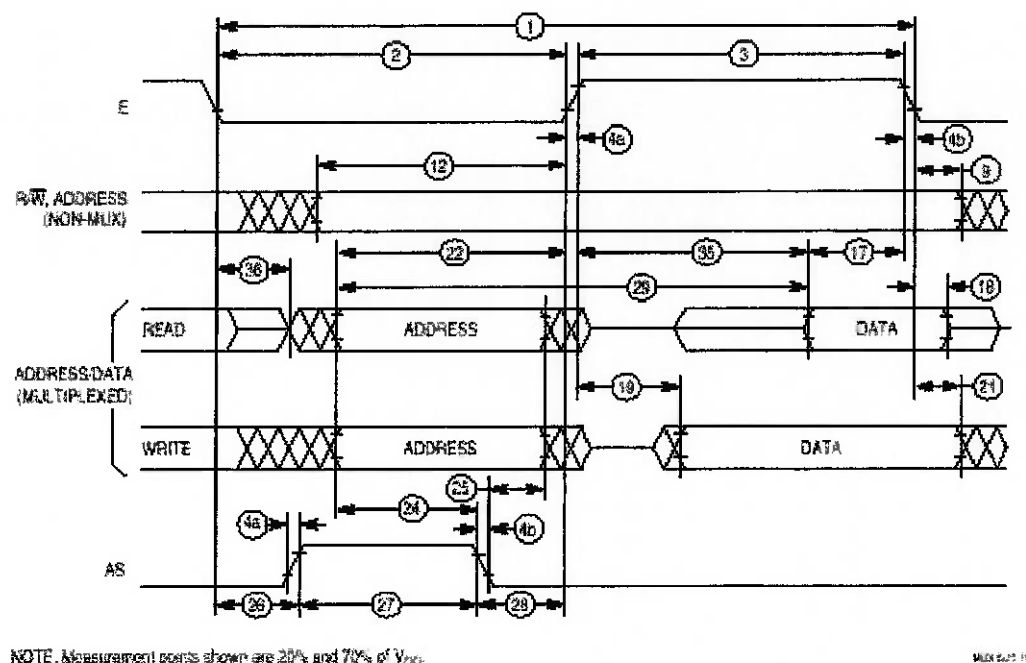 1
2
3
E
4a
4b
12
9
R/W, ADDRESS
(NON-MUX)
22
35
17
36
29
18
READ
ADDRESS
DATA
ADDRESS/DATA
(MULTIPLEXED)
19
21
WRITE
ADDRESS
DATA
25
24
4a
4b
AS
26
27
28
NOTE: Measurement points shown are 20% and 70% of VDD.